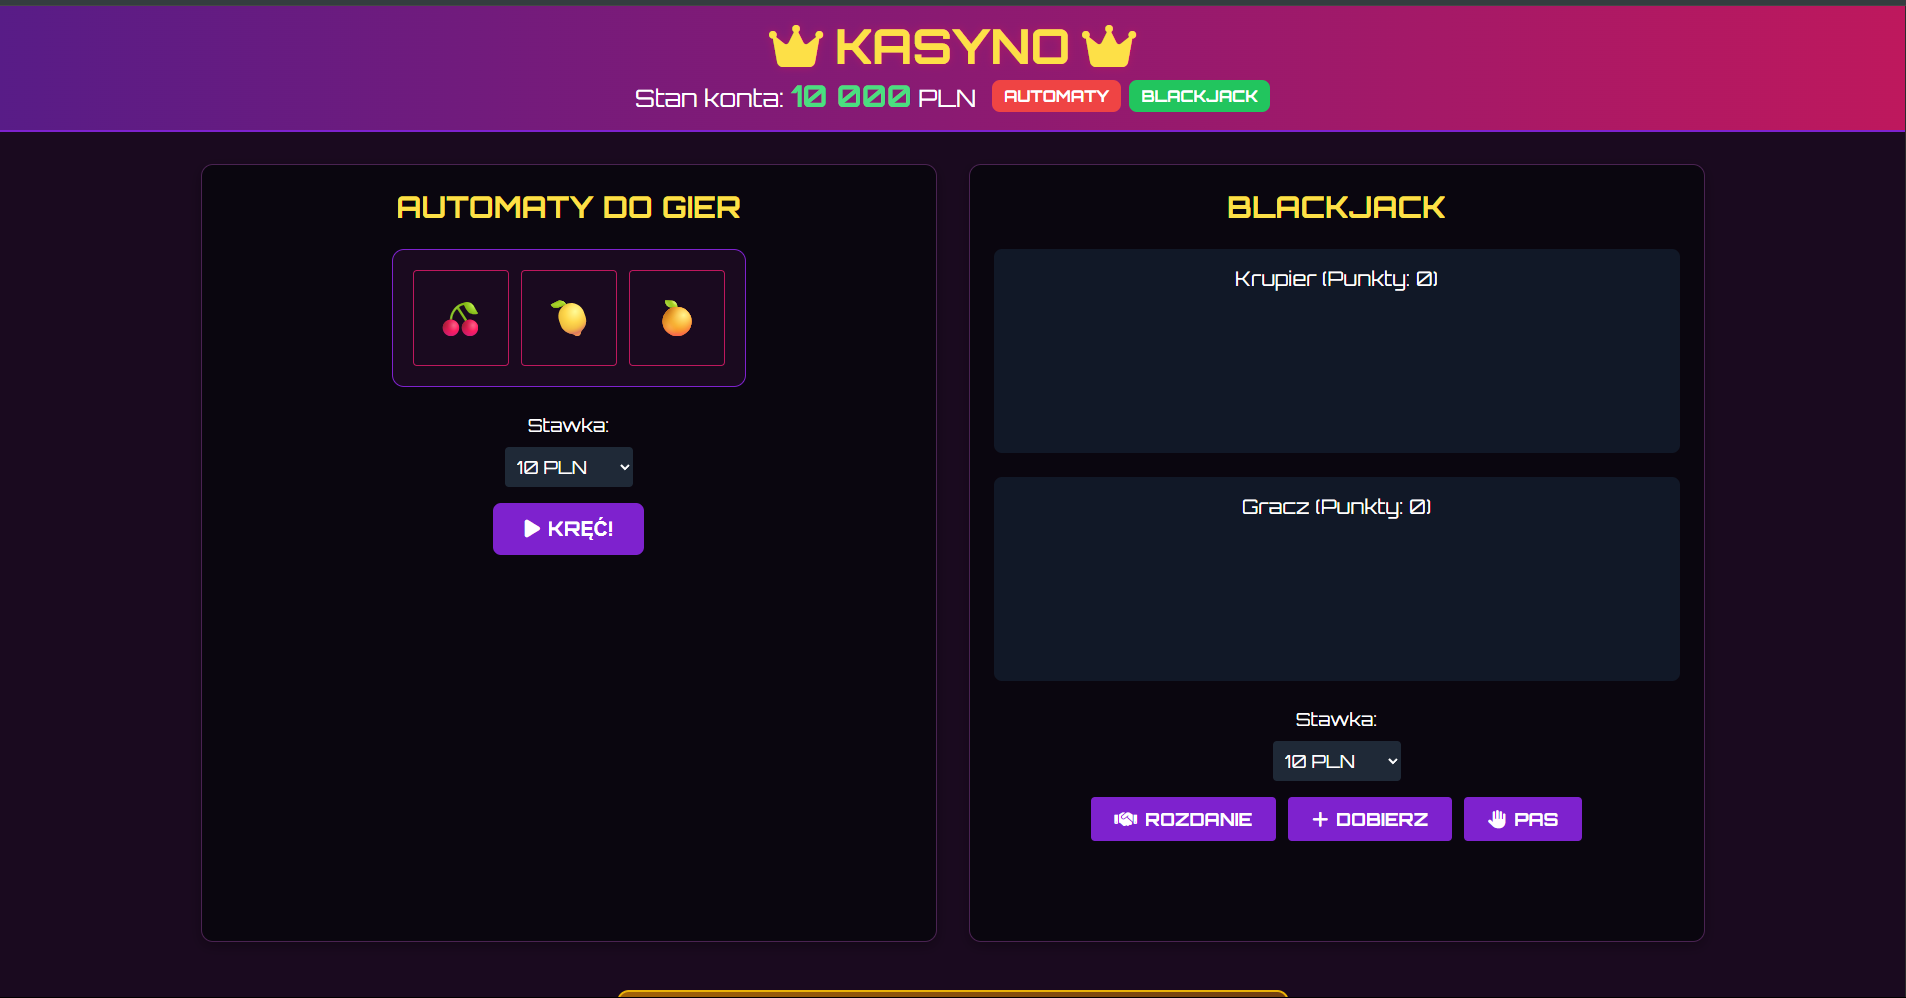 KASYNO
Stan konta: 10 000 PLN AUTOMATY BLACKJACK
AUTOMATY DO GIER
Stawka:
10 PLN
KRĘĆ!
BLACKJACK
Krupier (Punkty: 0)
Gracz (Punkty: 0)
Stawka:
10 PLN
ROZDANIE DOBIERZ PAS